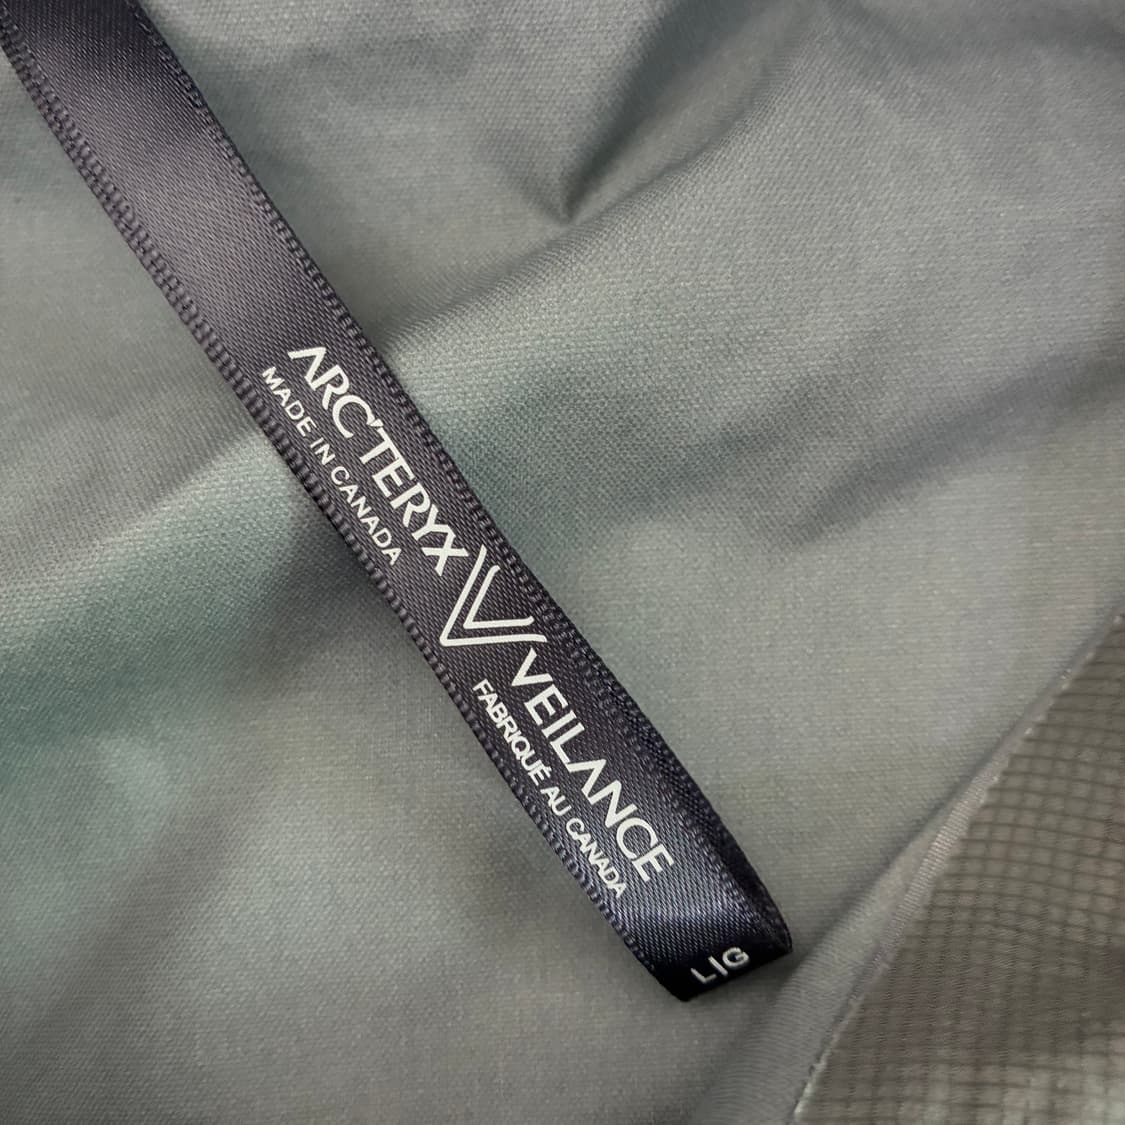 ARC'TERYX VEILANCE
MADE IN CANADA FABRIQUÉ AU CANADA
L|G